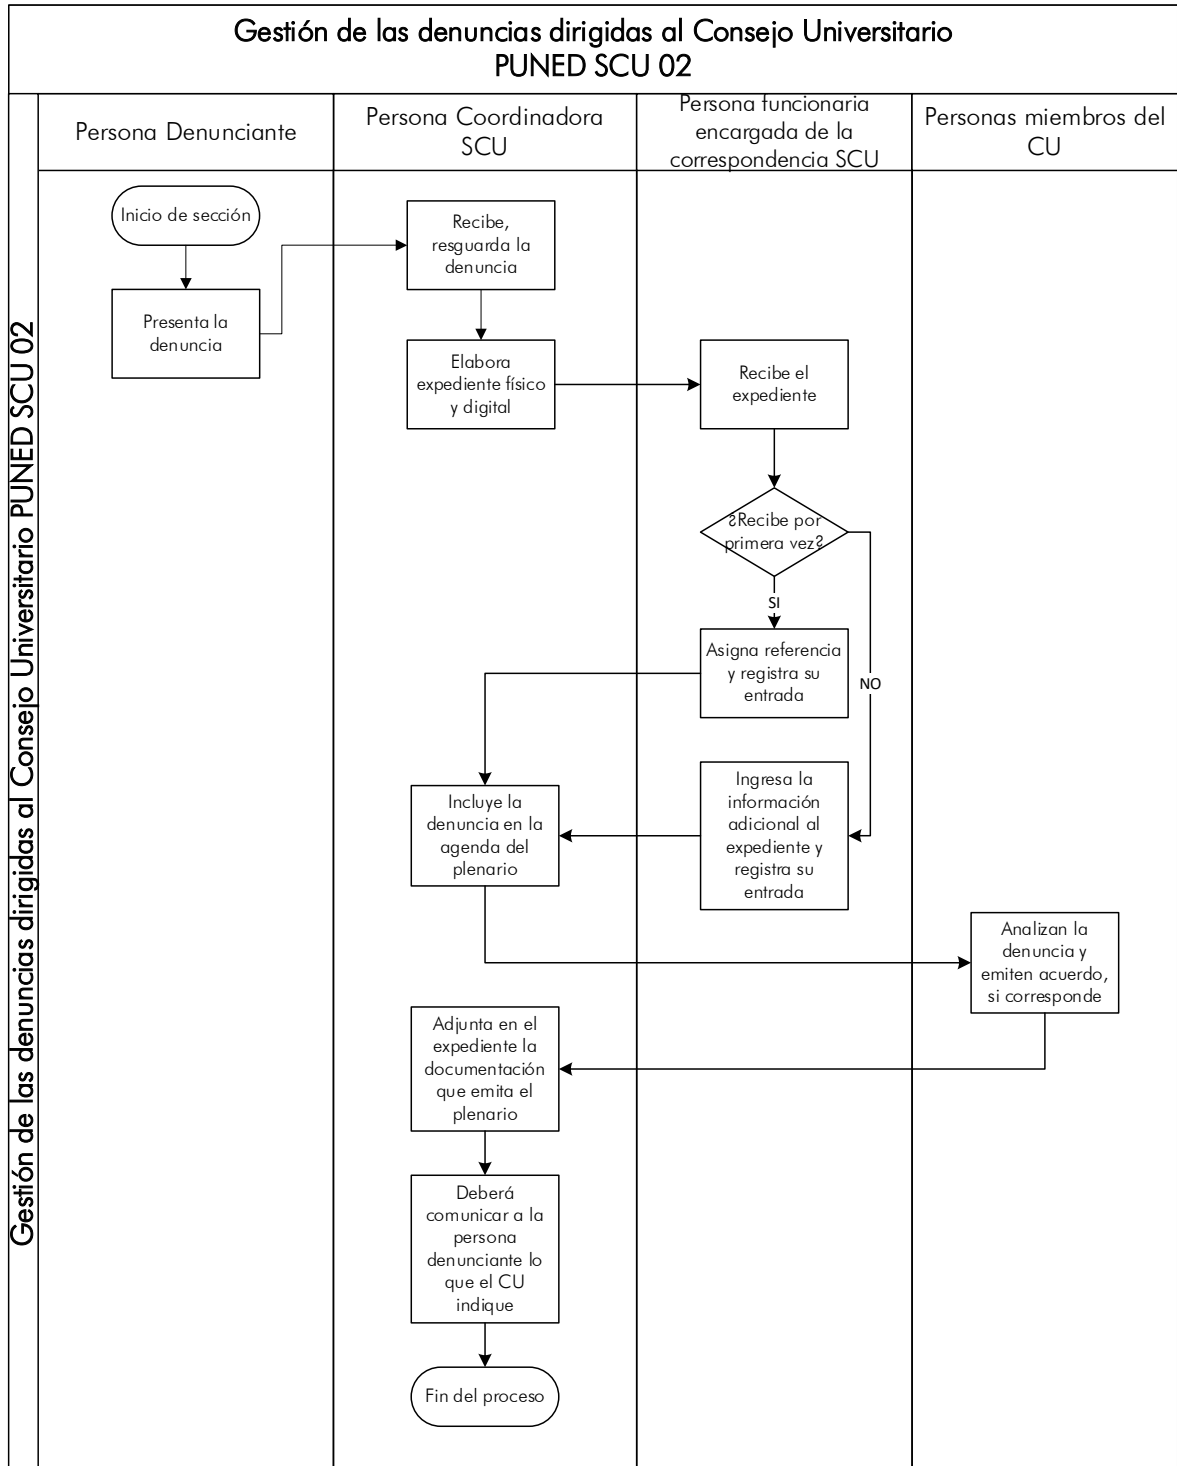 Gestión de las denuncias dirigidas al Consejo Universitario
PUNED SCU 02
Gestión de las denuncias dirigidas al Consejo Universitario PUNED SCU 02
Persona Denunciante
Persona Coordinadora
SCU
Persona funcionaria
encargada de la
correspondencia SCU
Personas miembros del
CU
Inicio de sección
Presenta la
denuncia
Recibe,
resguarda la
denuncia
Elabora
expediente físico
y digital
Recibe el
expediente
¿Recibe por
primera vez?
SI
NO
Asigna referencia
y registra su
entrada
Ingresa la
información
adicional al
expediente y
registra su
entrada
Incluye la
denuncia en la
agenda del
plenario
Analizan la
denuncia y
emiten acuerdo,
si corresponde
Adjunta en el
expediente la
documentación
que emita el
plenario
Deberá
comunicar a la
persona
denunciante lo
que el CU
indique
Fin del proceso